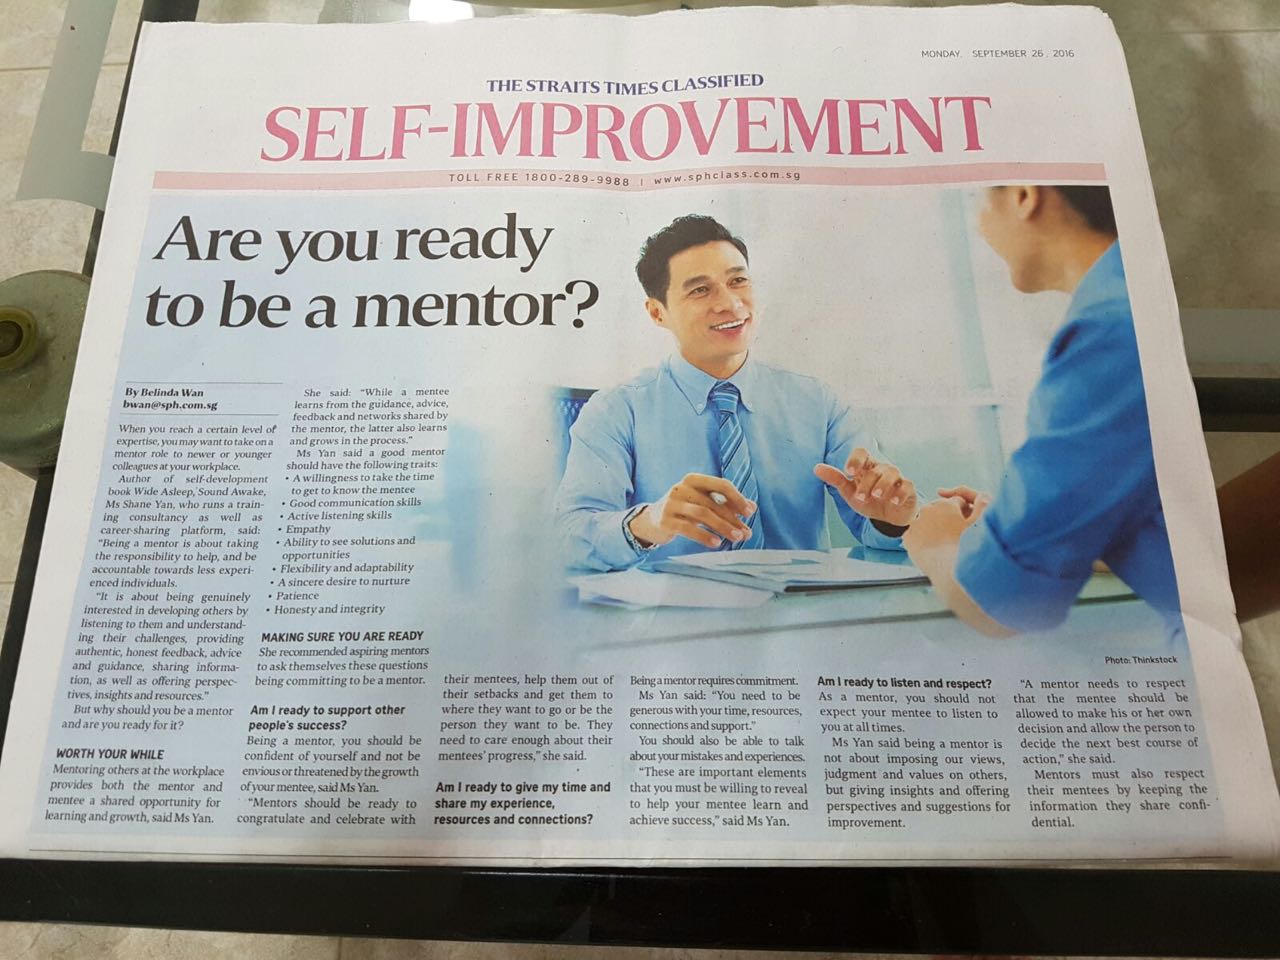 MONDAY, SEPTEMBER 26, 2016
THE STRAITS TIMES CLASSIFIED
SELF-IMPROVEMENT
TOLL FREE 1800-289-9988 | www.sphclass.com.sg
Are you ready
to be a mentor?
By Belinda Wan
bwan@sph.com.sg
When you reach a certain level of
expertise, you may want to take on a
mentor role to newer or younger
colleagues at your workplace.
Author of self-development
book Wide Asleep, Sound Awake,
Ms Shane Yan, who runs a train-
ing consultancy as well as
career-sharing platform, said:
"Being a mentor is about taking
the responsibility to help, and be
accountable towards less experi-
enced individuals.
"It is about being genuinely
interested in developing others by
listening to them and understand-
ing their challenges, providing
authentic, honest feedback, advice
and guidance, sharing informa-
tion, as well as offering perspec-
tives, insights and resources."
But why should you be a mentor
and are you ready for it?
WORTH YOUR WHILE
Mentoring others at the workplace
provides both the mentor and
mentee a shared opportunity for
learning and growth, said Ms Yan.
She said: "While a mentee
learns from the guidance, advice,
feedback and networks shared by
the mentor, the latter also learns
and grows in the process."
Ms Yan said a good mentor
should have the following traits:
• A willingness to take the time
to get to know the mentee
• Good communication skills
• Active listening skills
• Empathy
• Ability to see solutions and
opportunities
• Flexibility and adaptability
• A sincere desire to nurture
• Patience
• Honesty and integrity
MAKING SURE YOU ARE READY
She recommended aspiring mentors
to ask themselves these questions
being committing to be a mentor.
Am I ready to support other
people's success?
Being a mentor, you should be
confident of yourself and not be
envious or threatened by the growth
of your mentee, said Ms Yan.
"Mentors should be ready to
congratulate and celebrate with
their mentees, help them out of
their setbacks and get them to
where they want to go or be the
person they want to be. They
need to care enough about their
mentees' progress," she said.
Am I ready to give my time and
share my experience,
resources and connections?
Being a mentor requires commitment.
Ms Yan said: "You need to be
generous with your time, resources,
connections and support."
You should also be able to talk
about your mistakes and experiences.
"These are important elements
that you must be willing to reveal
to help your mentee learn and
achieve success," said Ms Yan.
Am I ready to listen and respect?
As a mentor, you should not
expect your mentee to listen to
you at all times.
Ms Yan said being a mentor is
not about imposing our views,
judgment and values on others,
but giving insights and offering
perspectives and suggestions for
improvement.
Photo: Thinkstock
"A mentor needs to respect
that the mentee should be
allowed to make his or her own
decision and allow the person to
decide the next best course of
action," she said.
Mentors must also respect
their mentees by keeping the
information they share confi-
dential.